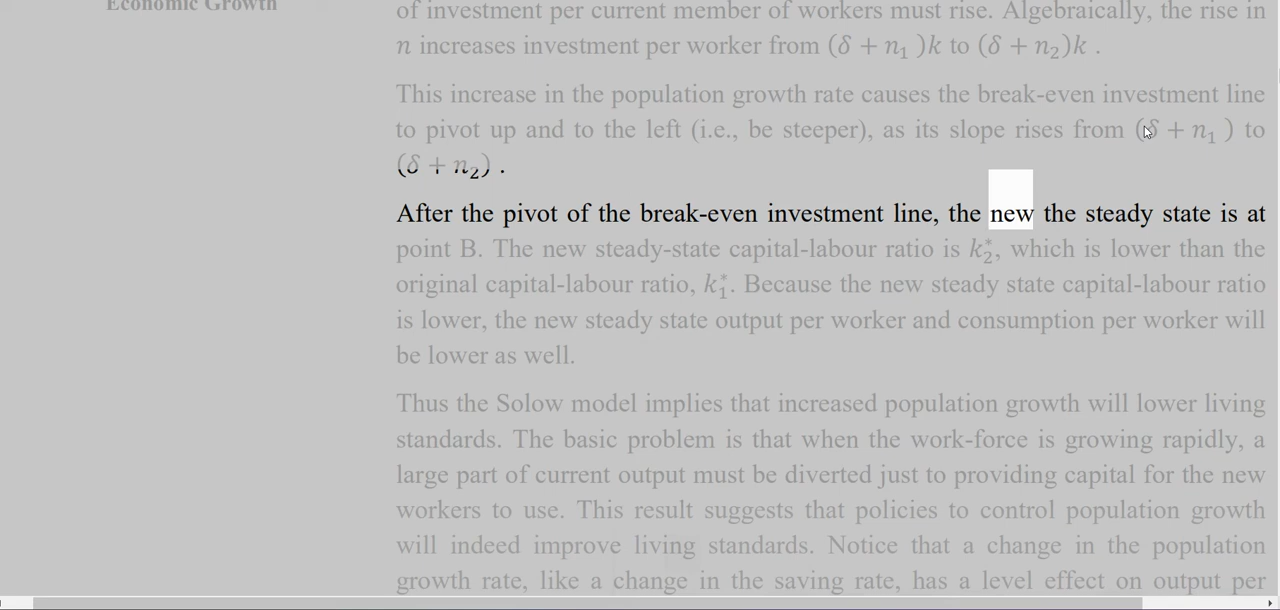 Economic Growth
of investment per current member of workers must rise. Algebraically, the rise in
n increases investment per worker from (δ + n₁ )k to (δ + n₂)k .
This increase in the population growth rate causes the break-even investment line
to pivot up and to the left (i.e., be steeper), as its slope rises from (δ + n₁ ) to
(δ + n₂) .
After the pivot of the break-even investment line, the new the steady state is at
point B. The new steady-state capital-labour ratio is k₂*, which is lower than the
original capital-labour ratio, k₁*. Because the new steady state capital-labour ratio
is lower, the new steady state output per worker and consumption per worker will
be lower as well.
Thus the Solow model implies that increased population growth will lower living
standards. The basic problem is that when the work-force is growing rapidly, a
large part of current output must be diverted just to providing capital for the new
workers to use. This result suggests that policies to control population growth
will indeed improve living standards. Notice that a change in the population
growth rate, like a change in the saving rate, has a level effect on output per